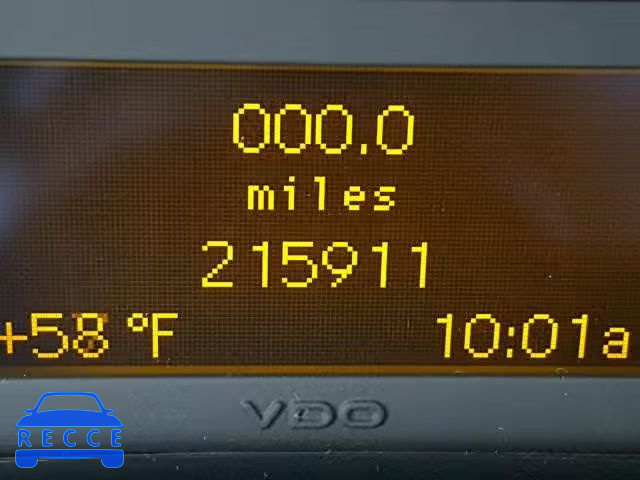 000.0
miles
215911
+58 °F 10:01a
VDO
RECCE